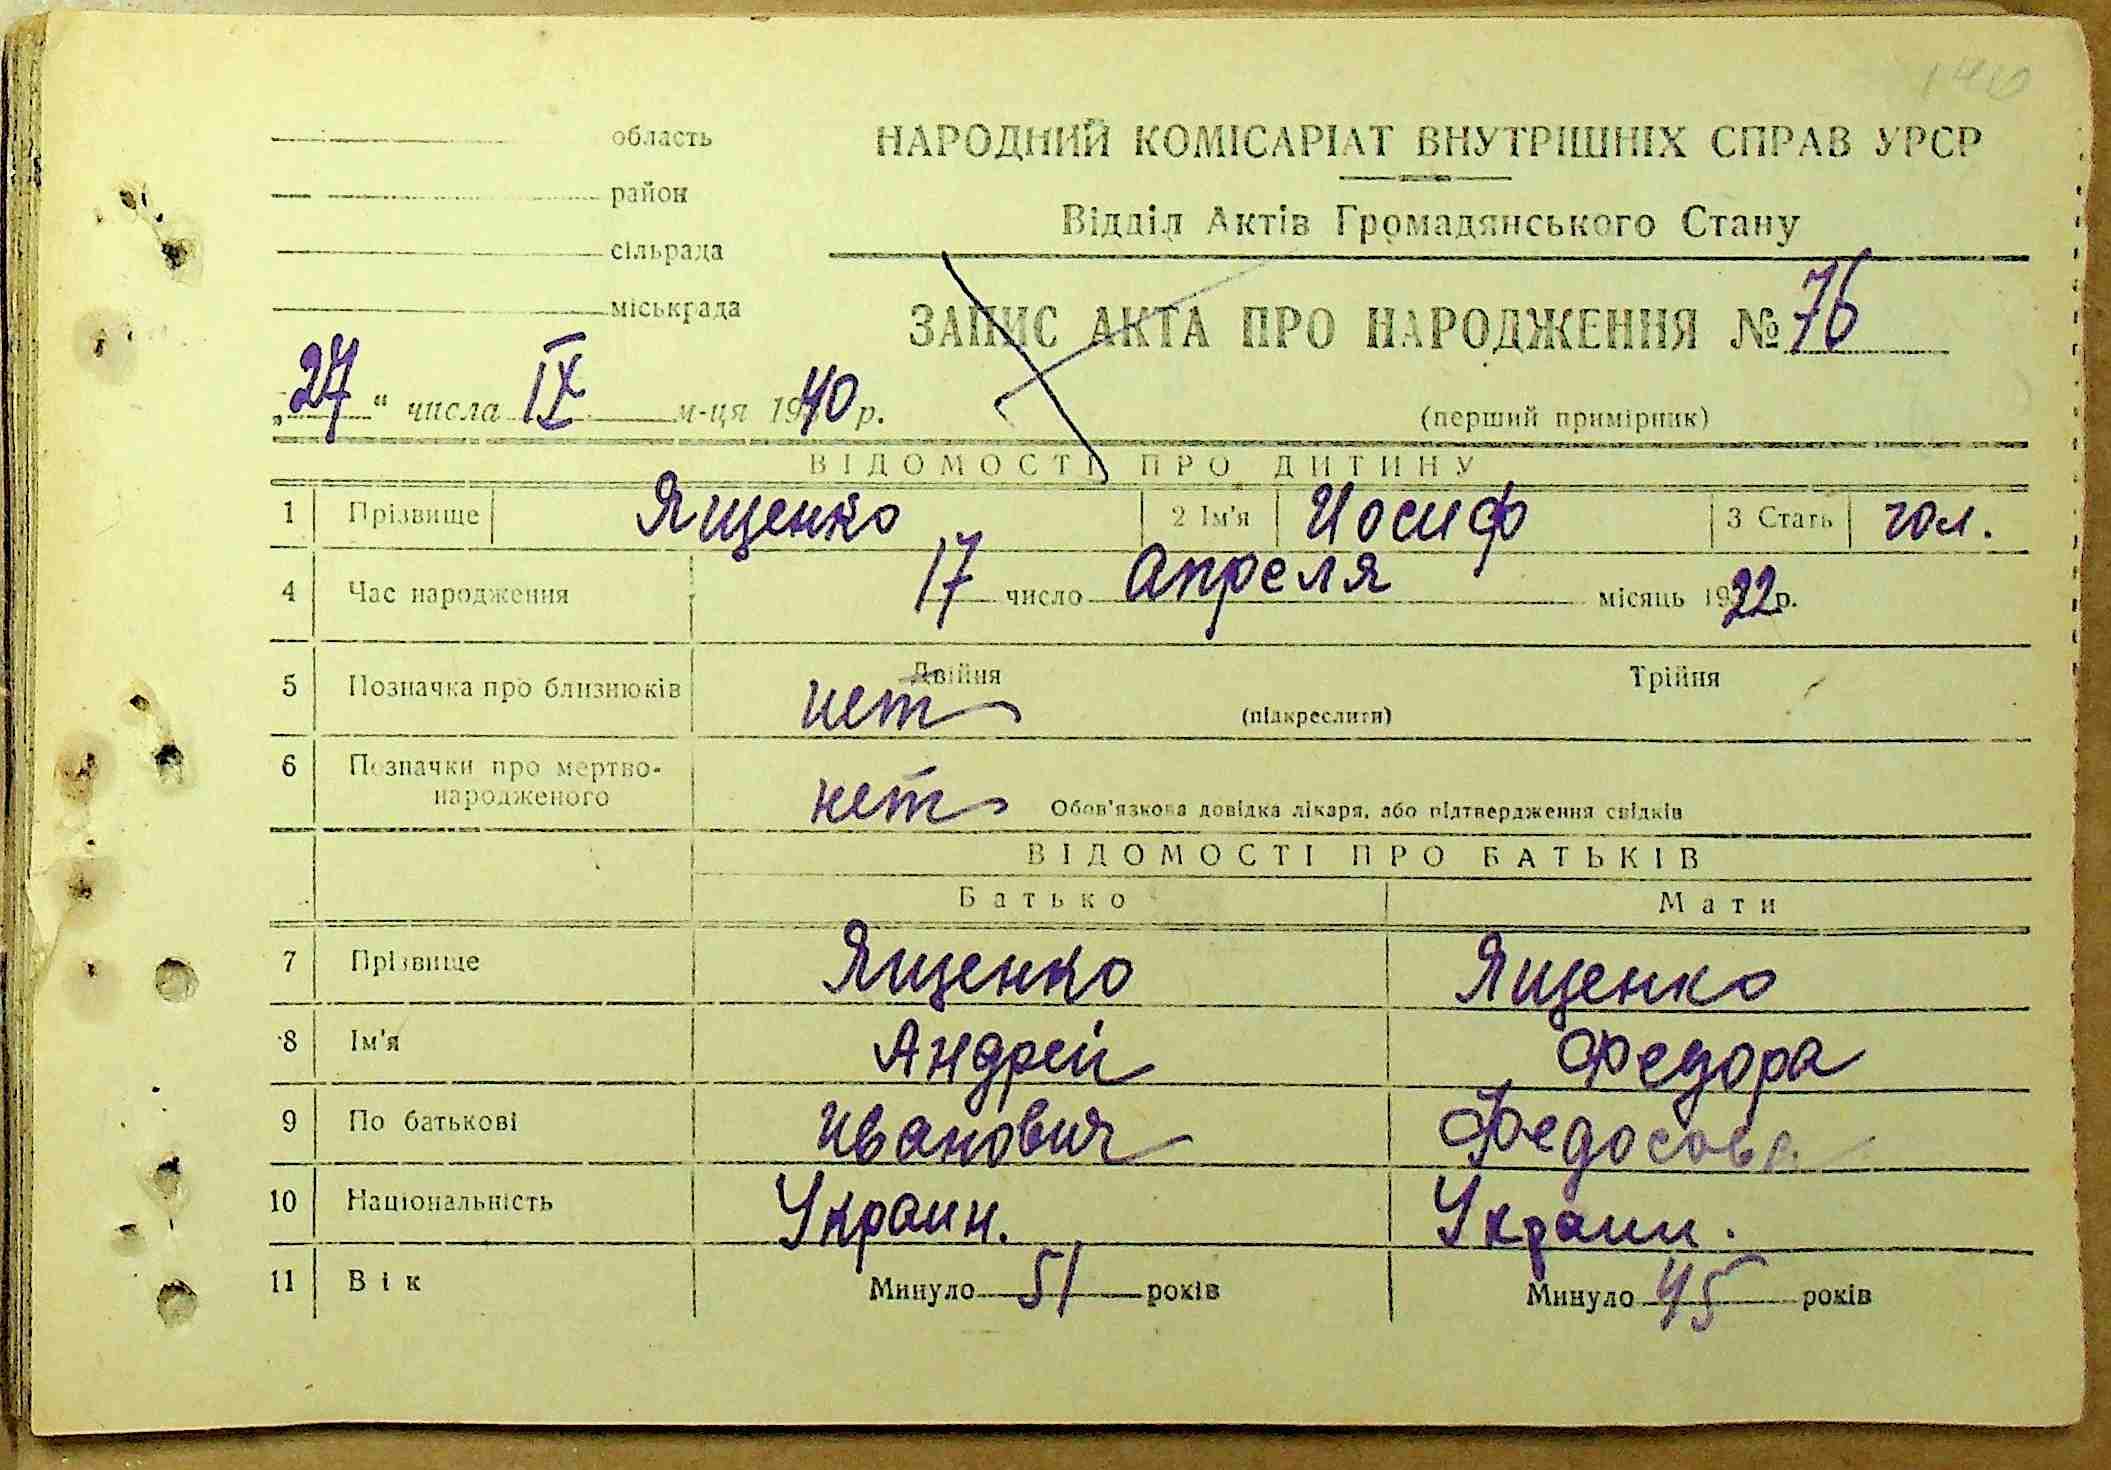 область
район
сільрада
міськрада
НАРОДНИЙ КОМІСАРІАТ ВНУТРІШНІХ СПРАВ УРСР
Відділ Актів Громадянського Стану
ЗАПИС АКТА ПРО НАРОДЖЕННЯ № 76
„27“ числа IX м-ця 1940 р.
(перший примірник)
ВІДОМОСТІ ПРО ДИТИНУ
1 Прізвище Ященко 2 Ім'я Иосиф 3 Стать чол.
4 Час народження 17 число Апреля місяць 1922 р.
5 Позначка про близнюків нет Двійня (підкреслити) Трійня
6 Позначки про мертво-
народженого нет Обов'язкова довідка лікаря, або підтвердження свідків
ВІДОМОСТІ ПРО БАТЬКІВ
Батько Мати
7 Прізвище Ященко Ященко
8 Ім'я Андрей Федора
9 По батькові Иванович Федосов.
10 Національність Украин. Украин.
11 Вік Минуло 51 років Минуло 45 років